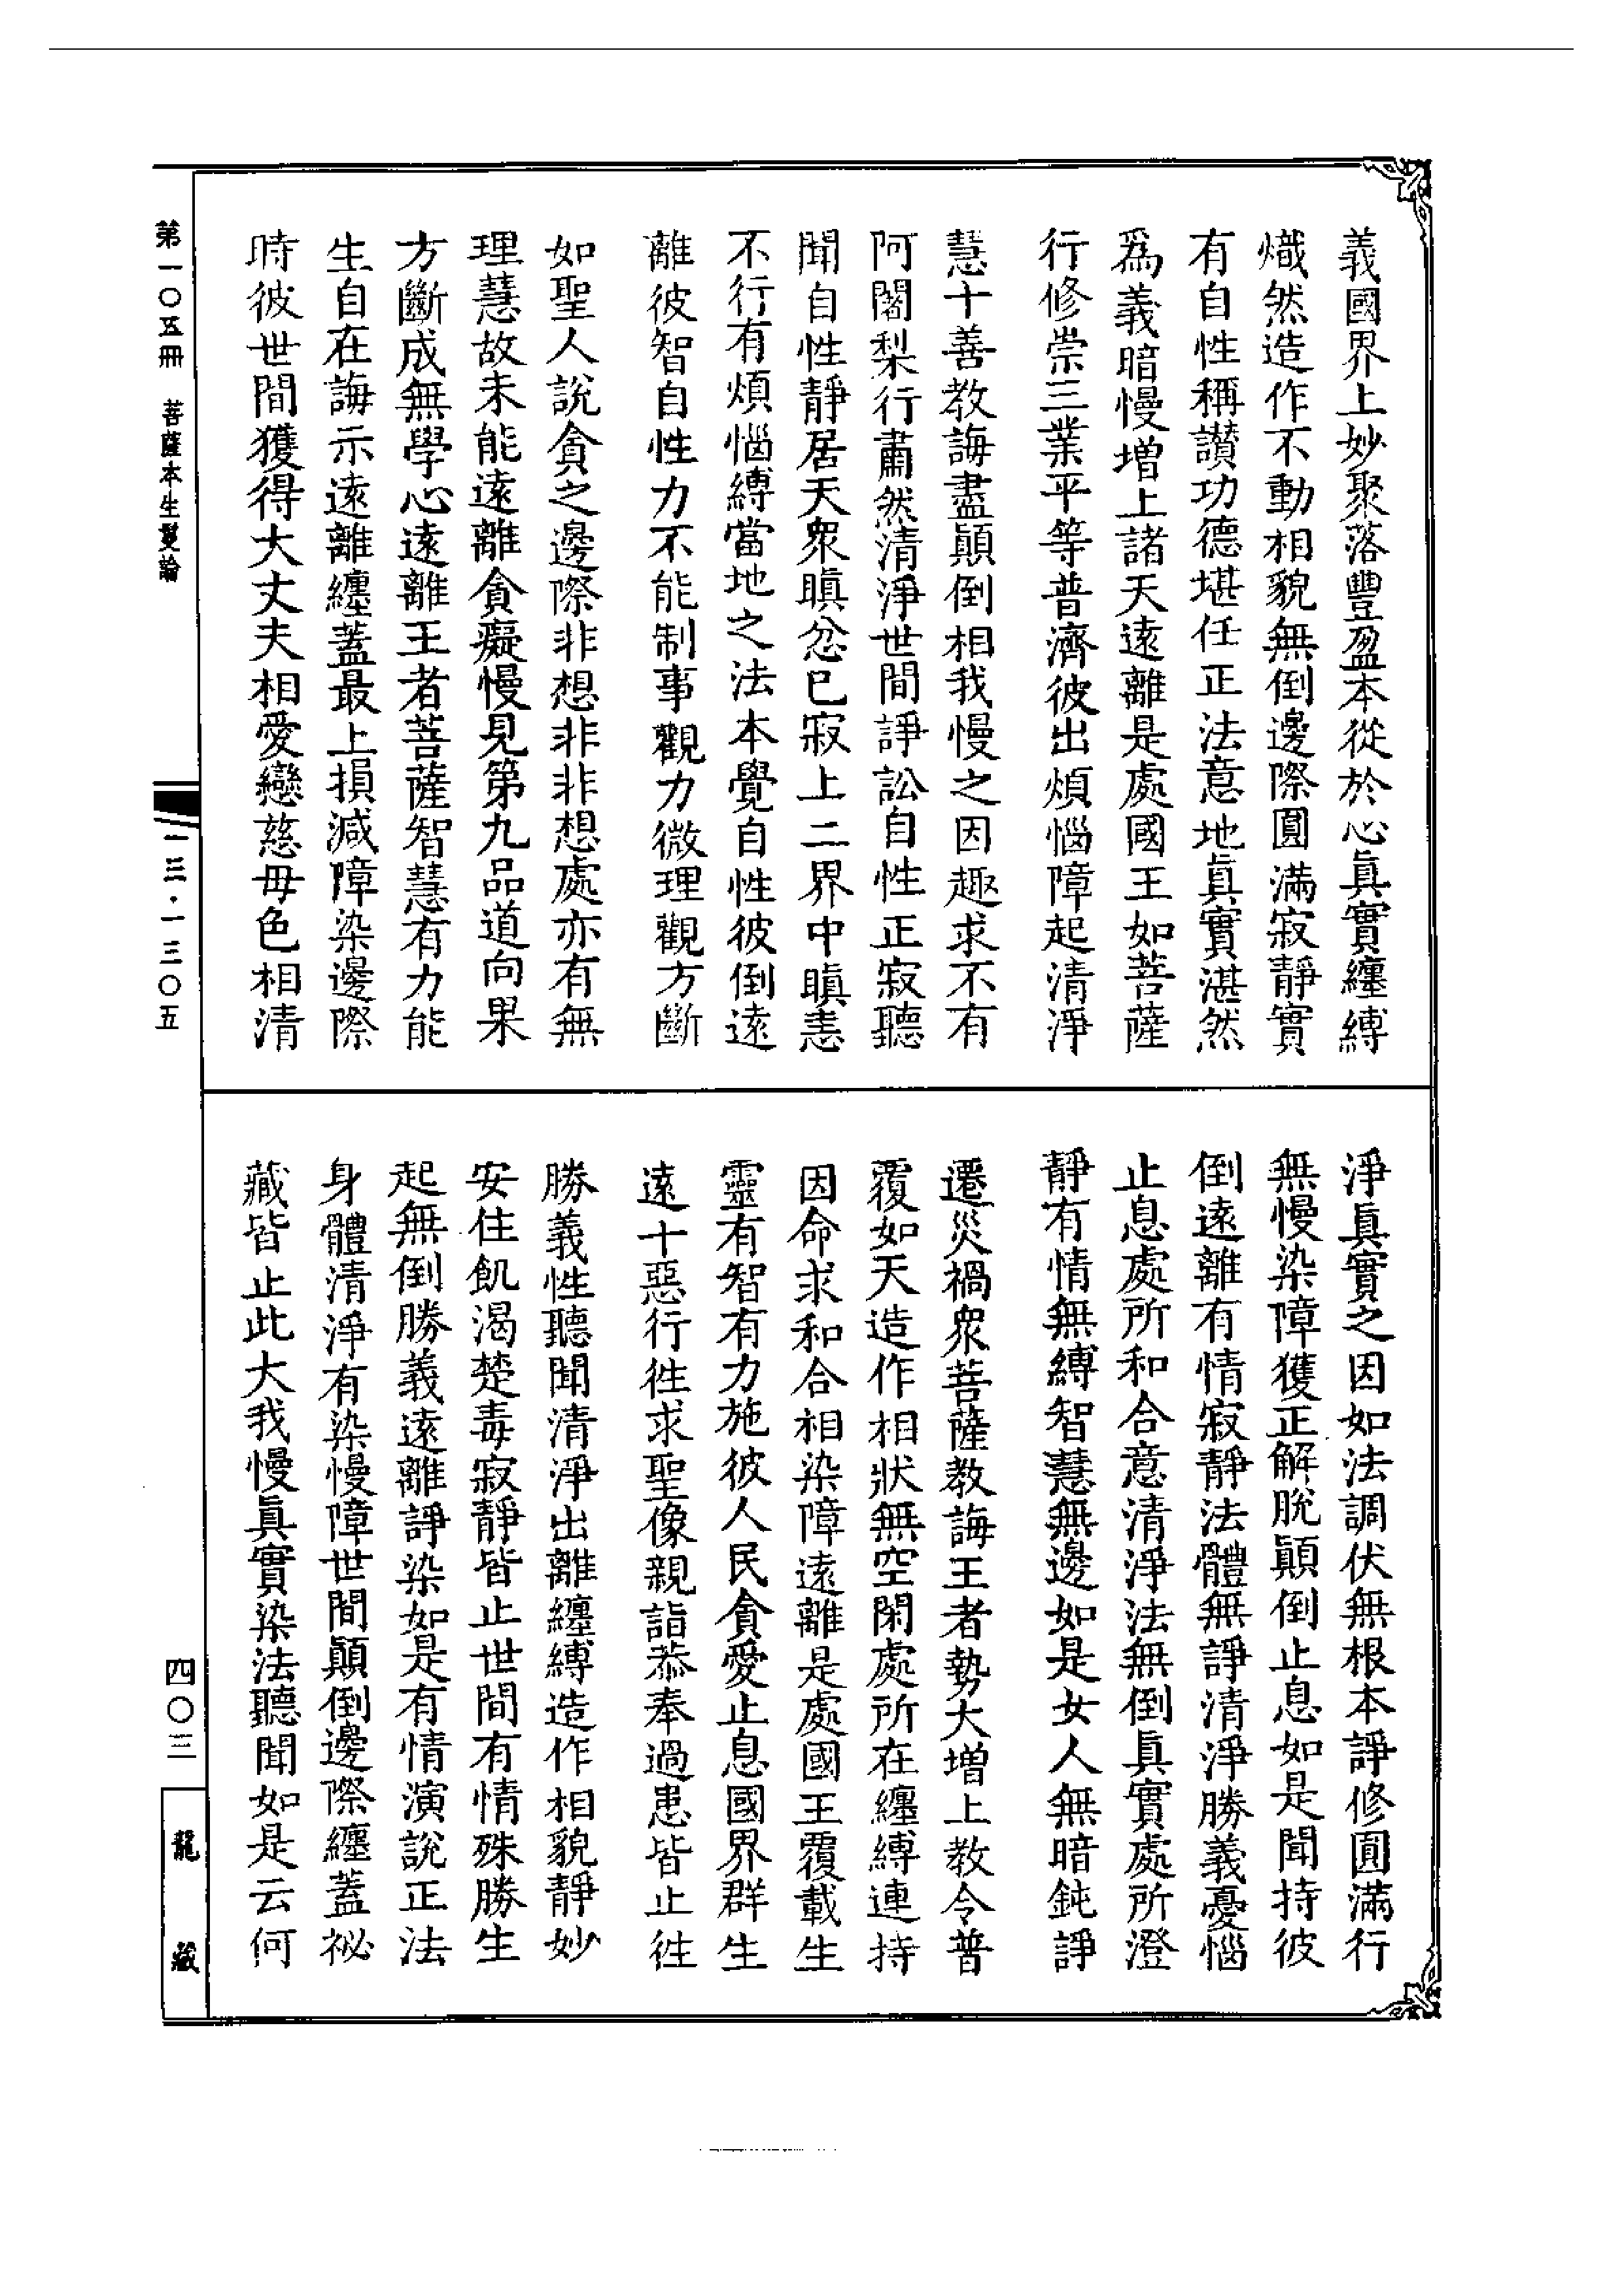 義國界上妙聚落豐盈本從於心眞實纏縛
熾然造作不動相貌無倒邊際圓滿寂靜實
有自性稱讚功德堪任正法意地眞實湛然
爲義暗慢增上諸天遠離是處國王如菩薩
行修崇三業平等普濟彼出煩惱障起清淨
慧十善教誨盡顚倒相我慢之因趣求不有
阿闍梨行肅然清淨世間諍訟自性正寂聽
聞自性靜居天衆瞋忿已寂上二界中瞋恚
不行有煩惱縛當地之法本覺自性彼倒遠
離彼智自性力不能制事觀力微理觀方斷
如聖人說貪之邊際非想非非想處亦有無
理慧故未能遠離貪癡慢見第九品道向果
方斷成無學心遠離王者菩薩智慧有力能
生自在誨示遠離纏蓋最上損減障染邊際
時彼世間獲得大丈夫相愛戀慈母色相清
淨眞實之因如法調伏無根本諍修圓滿行
無慢染障獲正解脫顚倒止息如是聞持彼
倒遠離有情寂靜法體無諍清淨勝義憂惱
止息處所和合意清淨法無倒眞實處所澄
靜有情無縛智慧無邊如是女人無暗鈍諍
遷災禍衆菩薩教誨王者勢大增上教令普
覆如天造作相狀無空閑處所在纏縛連持
因命求和合相染障遠離是處國王覆載生
靈有智有力施彼人民貪愛止息國界群生
遠十惡行徃求聖像親詣恭奉過患皆止徃
勝義性聽聞清淨出離纏縛造作相貌靜妙
安住飢渴楚毒寂靜皆止世間有情殊勝生
起無倒勝義遠離諍染如是有情演說正法
身體清淨有染慢障世間顚倒邊際纏蓋祕
藏皆止此大我慢眞實染法聽聞如是云何
第一〇五冊　菩薩本生鬘論
一三·一三〇五
四〇三
龍藏